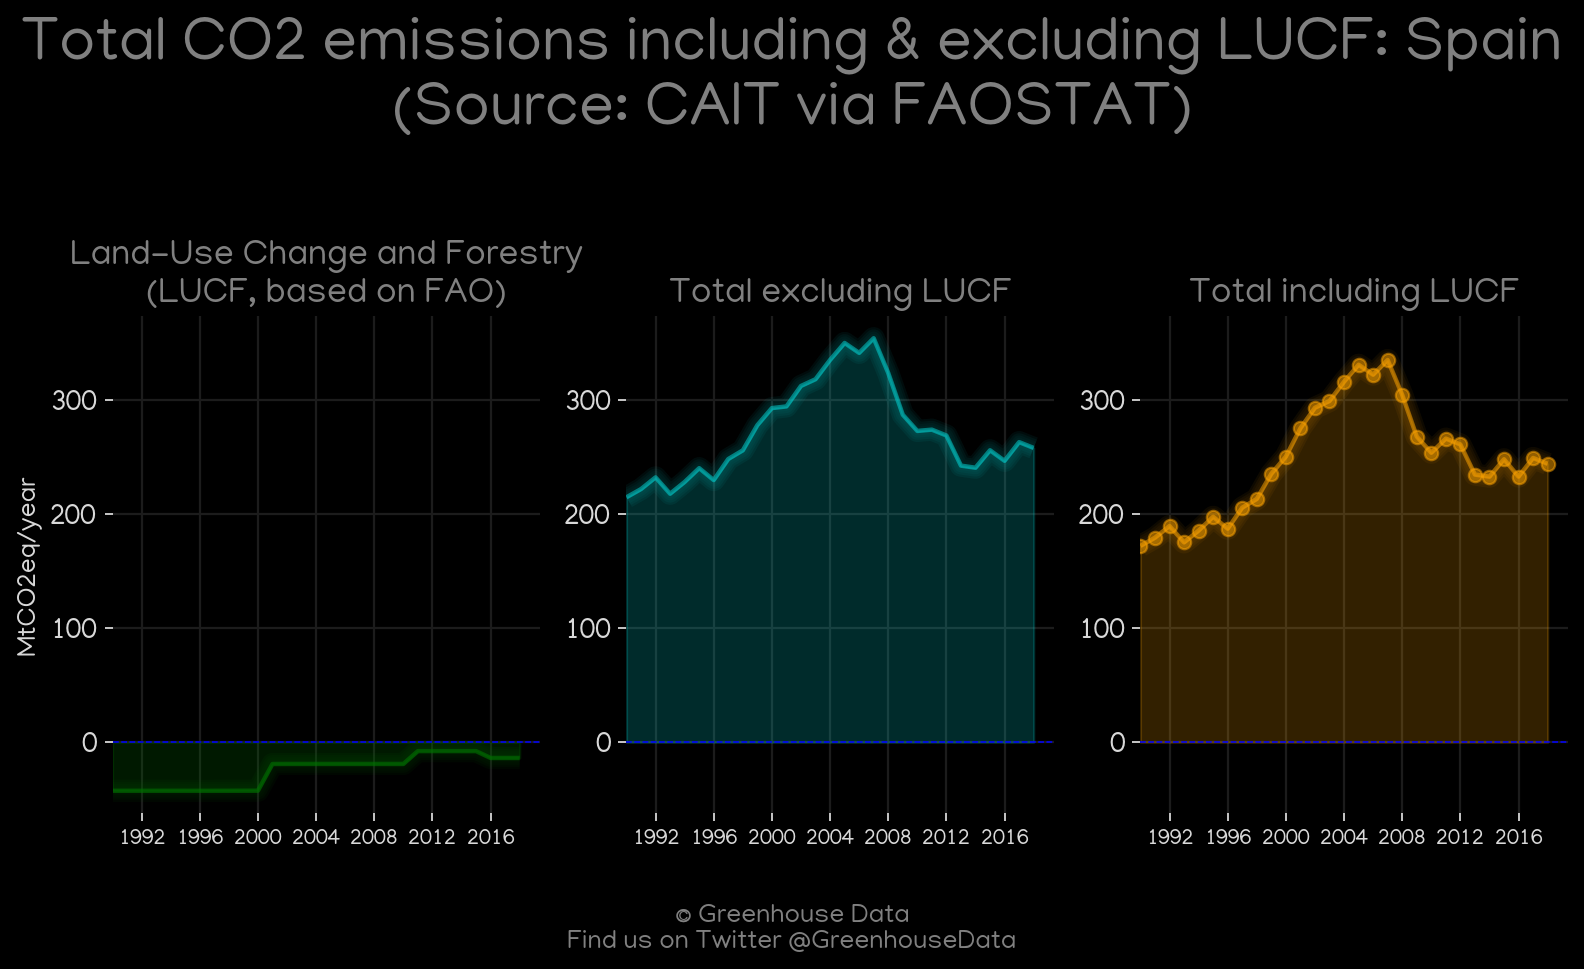 Total CO2 emissions including & excluding LUCF: Spain
(Source: CAIT via FAOSTAT)
Land-Use Change and Forestry
(LUCF, based on FAO)
Total excluding LUCF
Total including LUCF
MtCO2eq/year
300
200
100
0
1992 1996 2000 2004 2008 2012 2016
300
200
100
0
1992 1996 2000 2004 2008 2012 2016
300
200
100
0
1992 1996 2000 2004 2008 2012 2016
© Greenhouse Data
Find us on Twitter @GreenhouseData